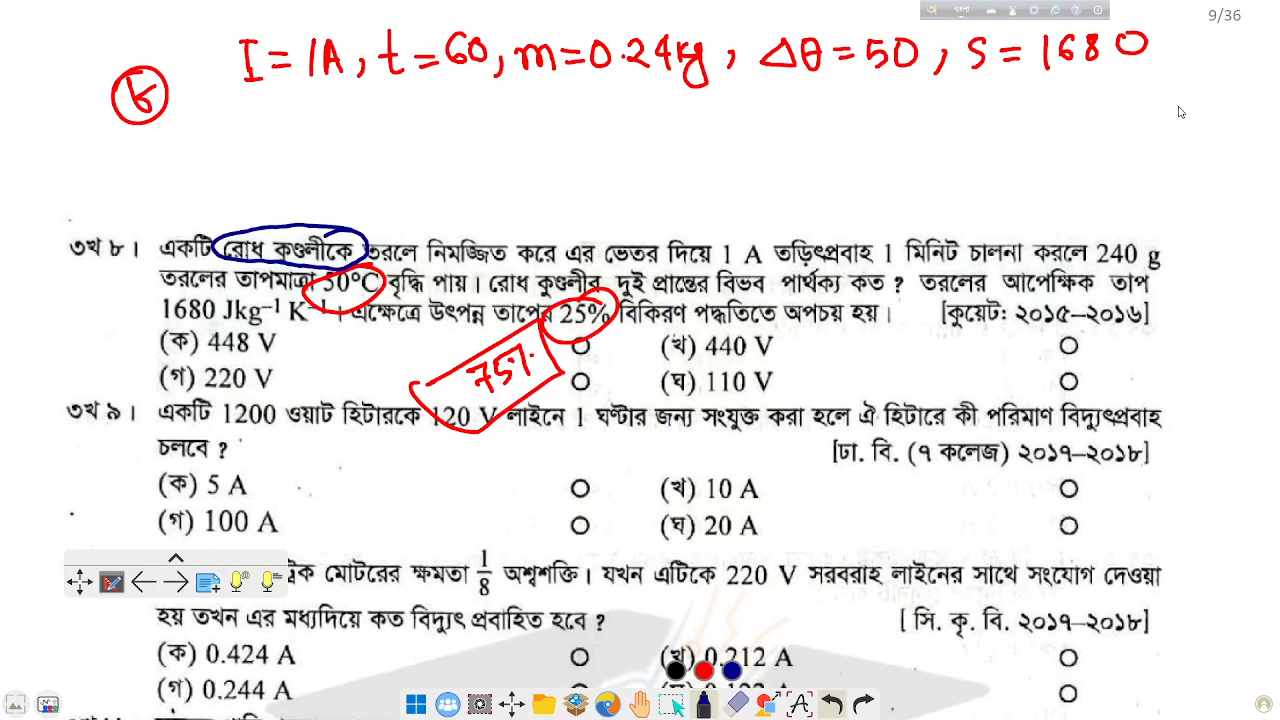 9/36
I = 1A, t = 60, m = 0.24 kg, Δθ = 50, S = 1680
৮
৩খ ৮। একটি রোধ কুণ্ডলীকে তরলে নিমজ্জিত করে এর ভেতর দিয়ে 1 A তড়িৎপ্রবাহ 1 মিনিট চালনা করলে 240 g
তরলের তাপমাত্রা 50°C বৃদ্ধি পায়। রোধ কুণ্ডলীর দুই প্রান্তের বিভব পার্থক্য কত? তরলের আপেক্ষিক তাপ
1680 Jkg⁻¹ K⁻¹। এক্ষেত্রে উৎপন্ন তাপের 25% বিকিরণ পদ্ধতিতে অপচয় হয়। [কুয়েট: ২০১৫–২০১৬]
(ক) 448 V (খ) 440 V
75%
(গ) 220 V (ঘ) 110 V
৩খ ৯। একটি 1200 ওয়াট হিটারকে 120 V লাইনে 1 ঘণ্টার জন্য সংযুক্ত করা হলে ঐ হিটারে কী পরিমাণ বিদ্যুৎপ্রবাহ
চলবে? [ঢা. বি. (৭ কলেজ) ২০১৭–২০১৮]
(ক) 5 A (খ) 10 A
(গ) 100 A (ঘ) 20 A
মোটরের ক্ষমতা 1/8 অশ্বশক্তি। যখন এটিকে 220 V সরবরাহ লাইনের সাথে সংযোগ দেওয়া
হয় তখন এর মধ্যদিয়ে কত বিদ্যুৎ প্রবাহিত হবে? [সি. কৃ. বি. ২০১৭–২০১৮]
(ক) 0.424 A (খ) 0.212 A
(গ) 0.244 A